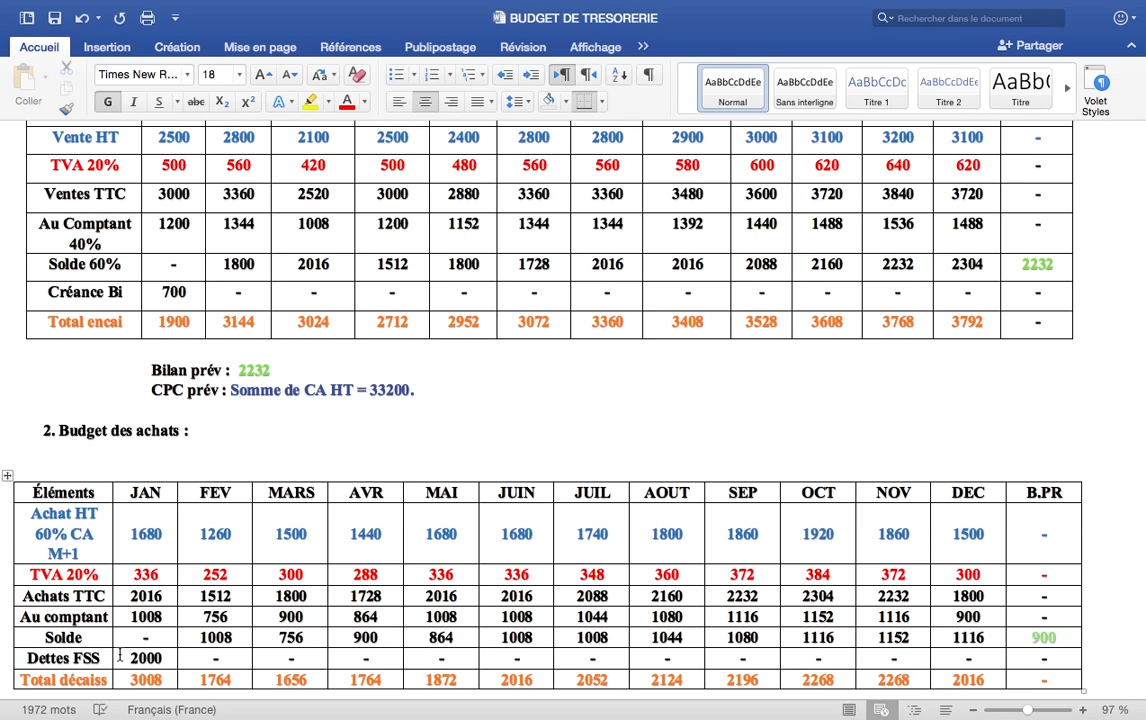 BUDGET DE TRESORERIE
Rechercher dans le document
Accueil Insertion Création Mise en page Références Publipostage Révision Affichage >> Partager
Coller
Times New R... 18
G I S abc X₂ X²
AaBbCcDdEe AaBbCcDdEe AaBbCcDc AaBbCcDdEe AaBb(
Normal Sans interligne Titre 1 Titre 2 Titre
Volet Styles
Vente HT 2500 2800 2100 2500 2400 2800 2800 2900 3000 3100 3200 3100 -
TVA 20% 500 560 420 500 480 560 560 580 600 620 640 620 -
Ventes TTC 3000 3360 2520 3000 2880 3360 3360 3480 3600 3720 3840 3720 -
Au Comptant 40% 1200 1344 1008 1200 1152 1344 1344 1392 1440 1488 1536 1488 -
Solde 60% - 1800 2016 1512 1800 1728 2016 2016 2088 2160 2232 2304 2232
Créance Bi 700 - - - - - - - - - - - -
Total encai 1900 3144 3024 2712 2952 3072 3360 3408 3528 3608 3768 3792 -
Bilan prév : 2232
CPC prév : Somme de CA HT = 33200.
2. Budget des achats :
Éléments JAN FEV MARS AVR MAI JUIN JUIL AOUT SEP OCT NOV DEC B.PR
Achat HT 60% CA M+1 1680 1260 1500 1440 1680 1680 1740 1800 1860 1920 1860 1500 -
TVA 20% 336 252 300 288 336 336 348 360 372 384 372 300 -
Achats TTC 2016 1512 1800 1728 2016 2016 2088 2160 2232 2304 2232 1800 -
Au comptant 1008 756 900 864 1008 1008 1044 1080 1116 1152 1116 900 -
Solde - 1008 756 900 864 1008 1008 1044 1080 1116 1152 1116 900
Dettes FSS 2000 - - - - - - - - - - - -
Total décaiss 3008 1764 1656 1764 1872 2016 2052 2124 2196 2268 2268 2016 -
1972 mots Français (France) 97 %